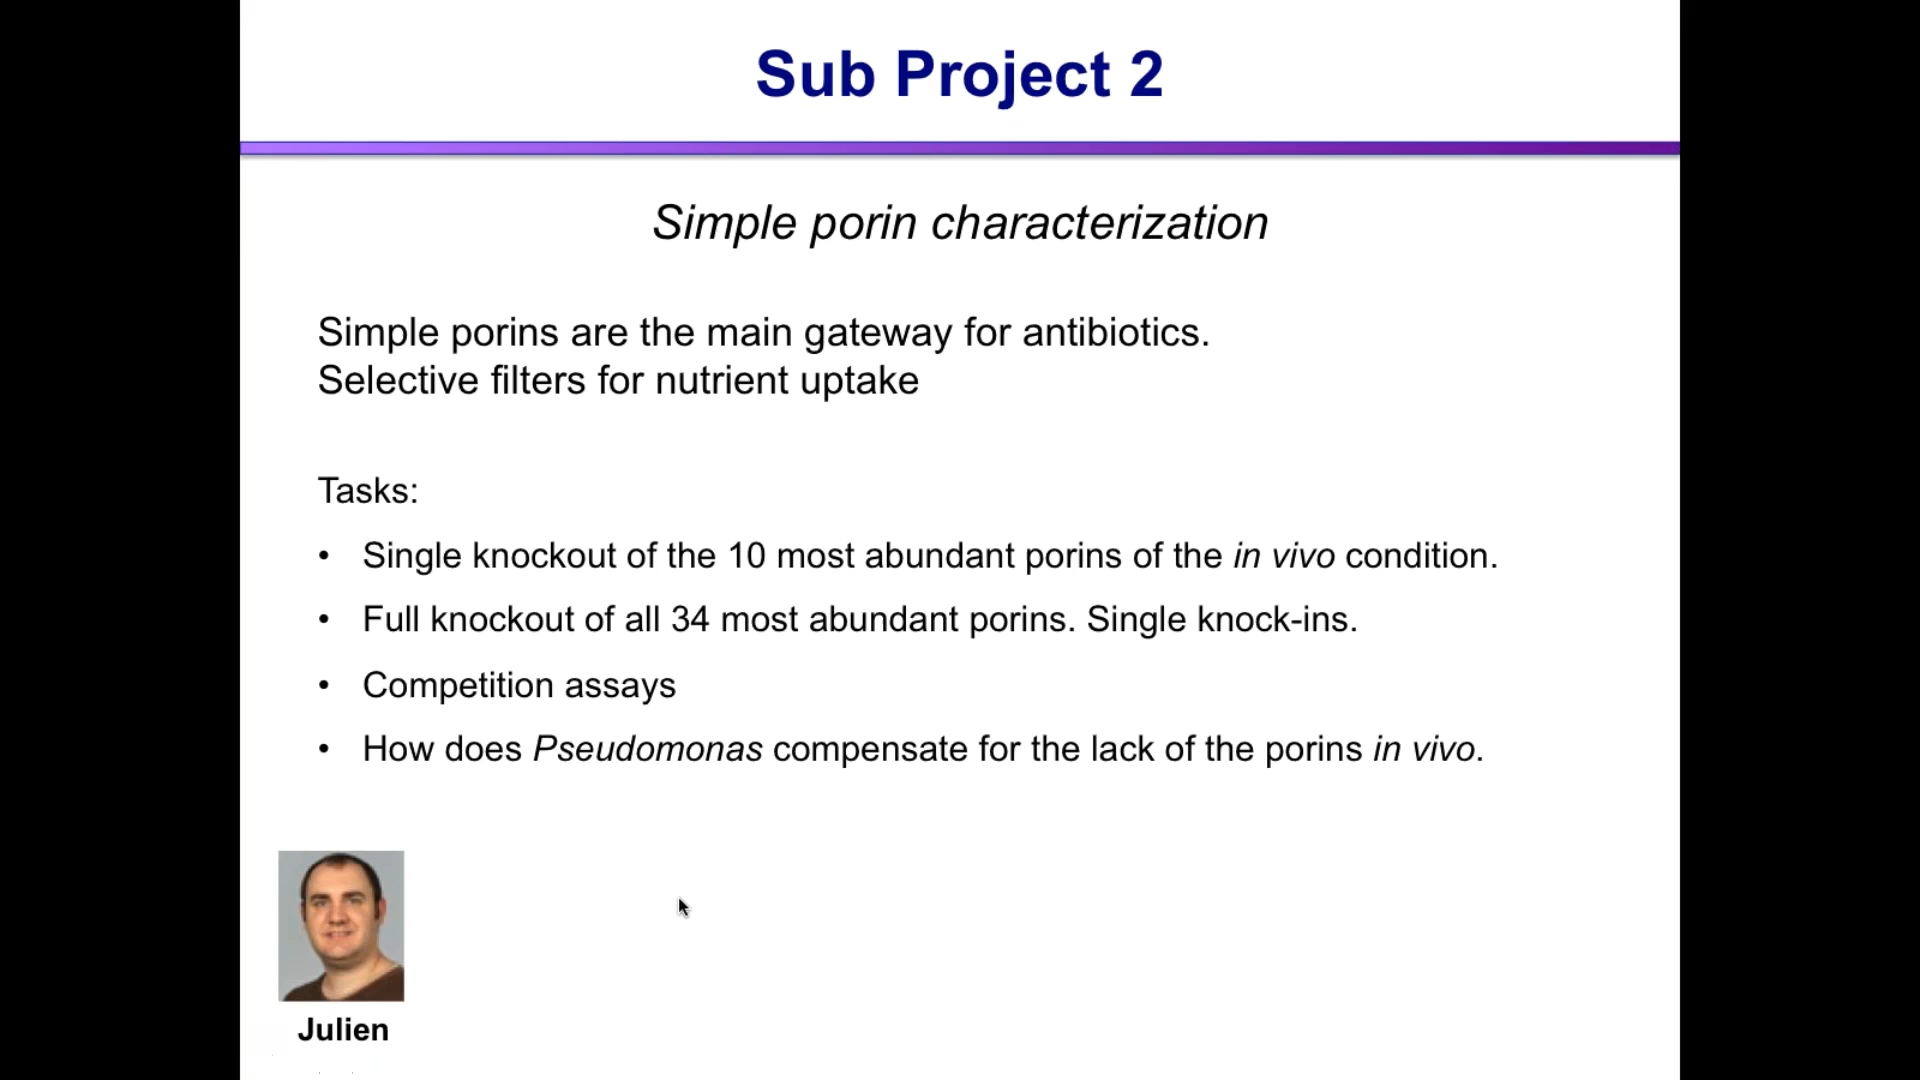 Sub Project 2
Simple porin characterization
Simple porins are the main gateway for antibiotics.
Selective filters for nutrient uptake
Tasks:
• Single knockout of the 10 most abundant porins of the in vivo condition.
• Full knockout of all 34 most abundant porins. Single knock-ins.
• Competition assays
• How does Pseudomonas compensate for the lack of the porins in vivo.
Julien